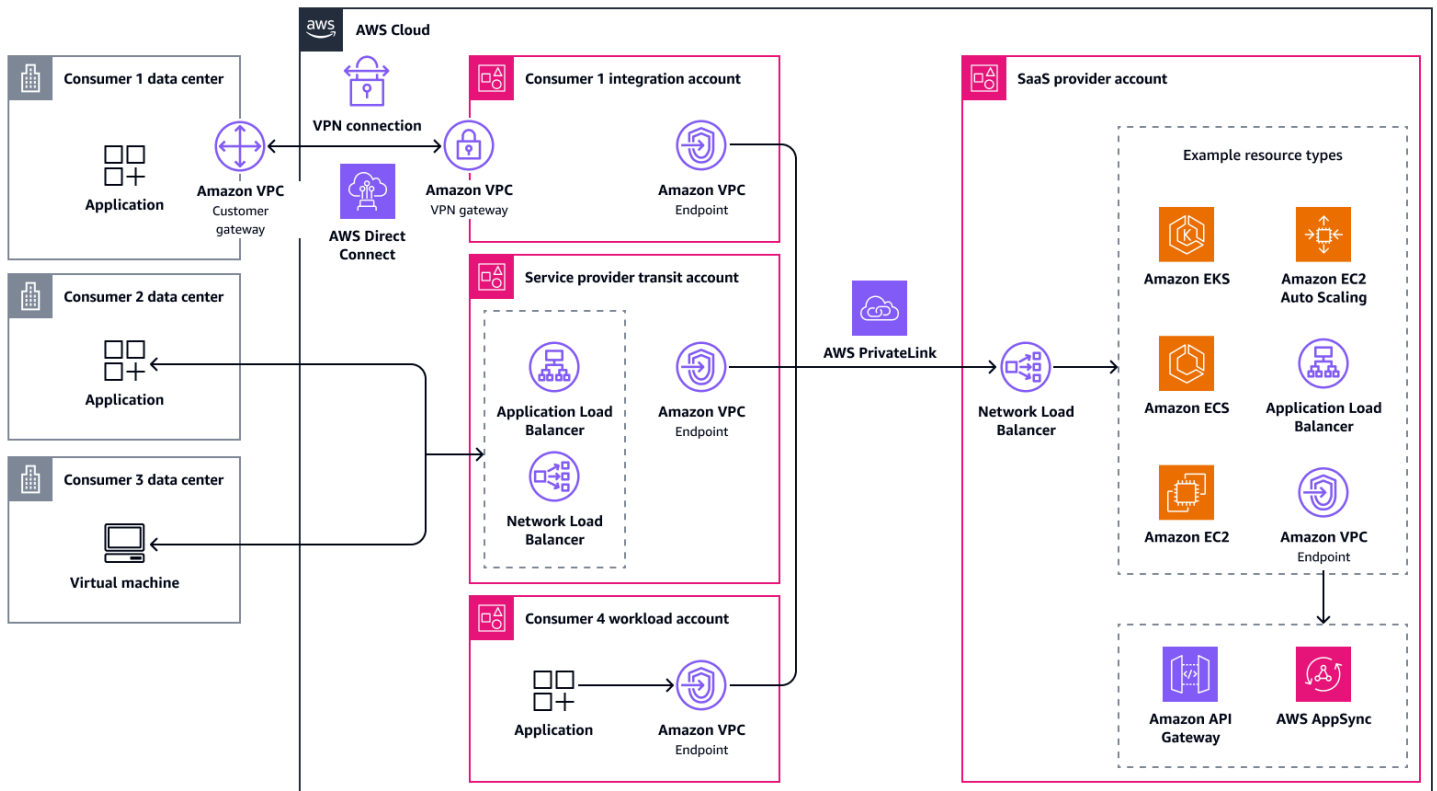 aws
AWS Cloud
Consumer 1 data center
Application
Amazon VPC
Customer
gateway
VPN connection
AWS Direct
Connect
Consumer 1 integration account
Amazon VPC
VPN gateway
Amazon VPC
Endpoint
Consumer 2 data center
Application
Consumer 3 data center
Virtual machine
Service provider transit account
Application Load
Balancer
Network Load
Balancer
Amazon VPC
Endpoint
Consumer 4 workload account
Application
Amazon VPC
Endpoint
AWS PrivateLink
SaaS provider account
Network Load
Balancer
Example resource types
K
Amazon EKS
Amazon EC2
Auto Scaling
Amazon ECS
Application Load
Balancer
Amazon EC2
Amazon VPC
Endpoint
</>
Amazon API
Gateway
AWS AppSync